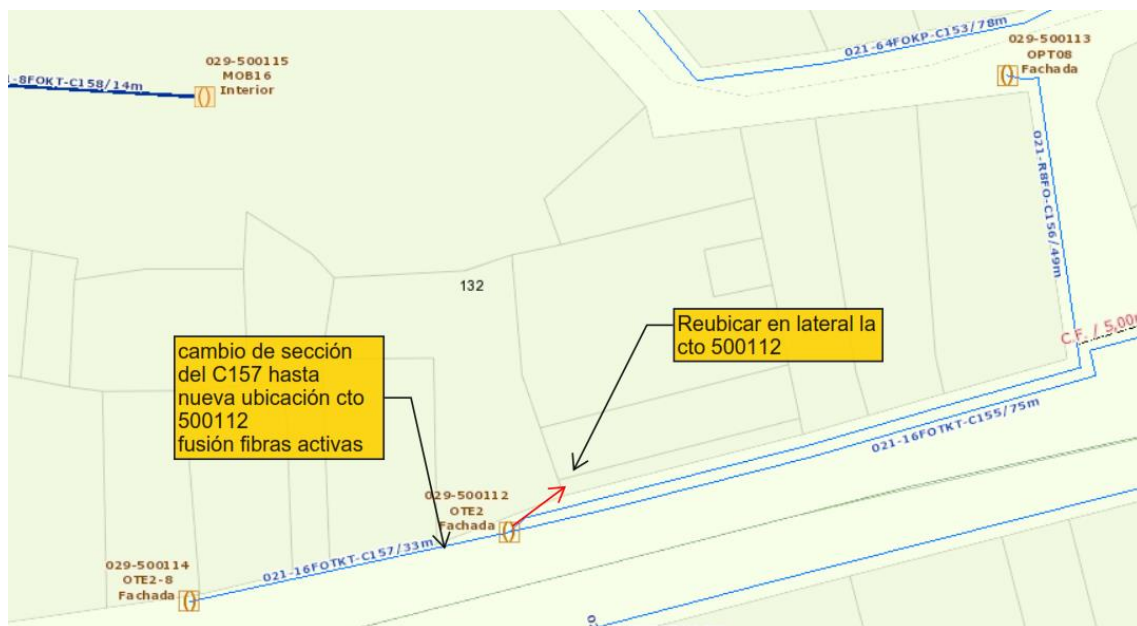 029-500115
MOB16
Interior
1-8FOKT-C158/14m
021-64FOKP-C153/78m
029-500113
OPT08
Fachada
021-R8FO-C156/49m
132
cambio de sección
del C157 hasta
nueva ubicación cto
500112
fusión fibras activas
Reubicar en lateral la
cto 500112
C.F. / 5,00m
021-16FOTKT-C155/75m
029-500112
OTE2
Fachada
021-16FOTKT-C157/33m
029-500114
OTE2-8
Fachada